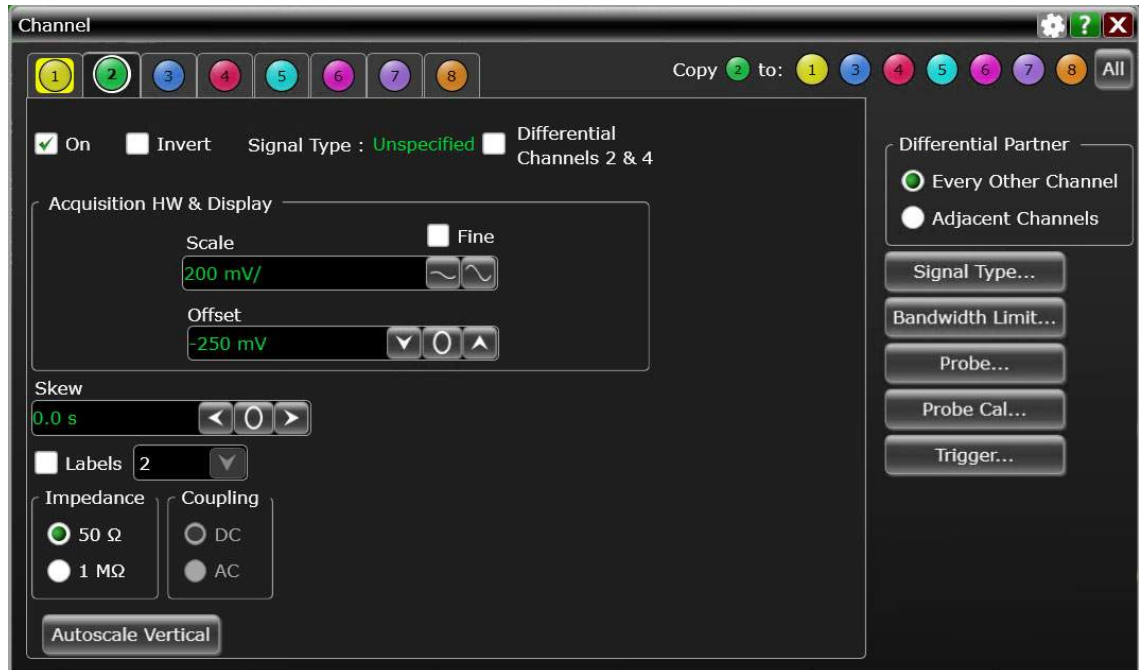 Channel
?
X
1 2 3 4 5 6 7 8
Copy 2 to: 1 3 4 5 6 7 8 All
On
Invert
Signal Type : Unspecified
Differential
Channels 2 & 4
Acquisition HW & Display
Scale
Fine
200 mV/
Offset
-250 mV
0
Skew
0.0 s
0
Labels 2
Impedance
50 Ω
1 MΩ
Coupling
DC
AC
Autoscale Vertical
Differential Partner
Every Other Channel
Adjacent Channels
Signal Type...
Bandwidth Limit...
Probe...
Probe Cal...
Trigger...